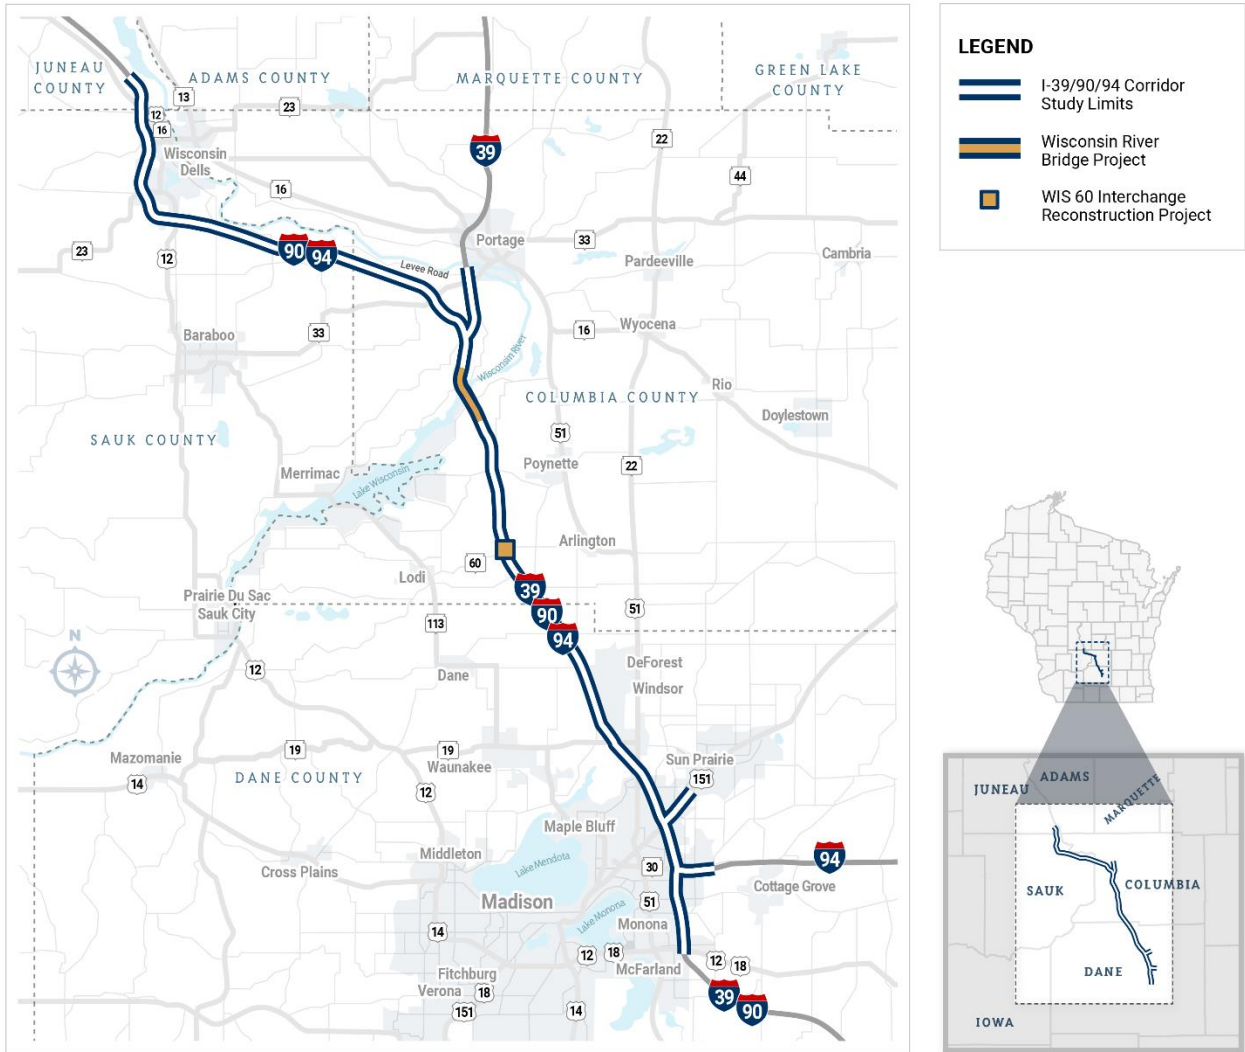 JUNEAU
COUNTY
ADAMS COUNTY
MARQUETTE COUNTY
GREEN LAKE
COUNTY
13
23
12
16
Wisconsin
Dells
39
22
44
16
23
12
90
94
Levee Road
Portage
33
Pardeeville
Cambria
Baraboo
33
16
Wyocena
Wisconsin River
COLUMBIA COUNTY
Rio
Doylestown
SAUK COUNTY
51
22
Merrimac
Lake Wisconsin
Poynette
60
Arlington
Lodi
39
90
94
Prairie Du Sac
Sauk City
113
51
N
12
Dane
DeForest
Windsor
Mazomanie
19
19
Waunakee
DANE COUNTY
14
12
Sun Prairie
151
Maple Bluff
Middleton
Lake Mendota
30
94
Cross Plains
Cottage Grove
Madison
51
Lake Monona
Monona
14
12
18
McFarland
12
18
Fitchburg
Verona
18
151
14
39
90
LEGEND
I-39/90/94 Corridor
Study Limits
Wisconsin River
Bridge Project
WIS 60 Interchange
Reconstruction Project
ADAMS
JUNEAU
MARQUETTE
SAUK
COLUMBIA
DANE
IOWA